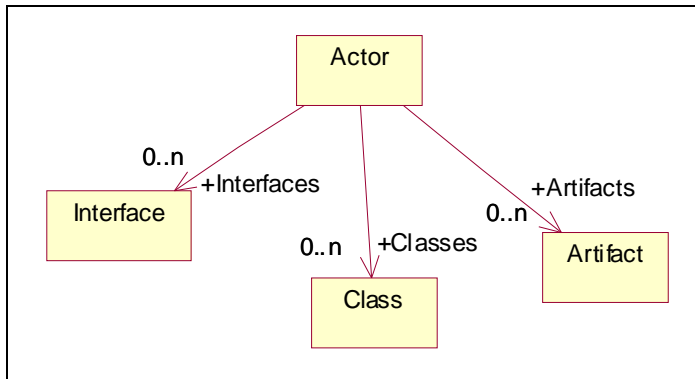 Actor
0..n
+Interfaces
+Artifacts
Interface
0..n
0..n
+Classes
Artifact
Class